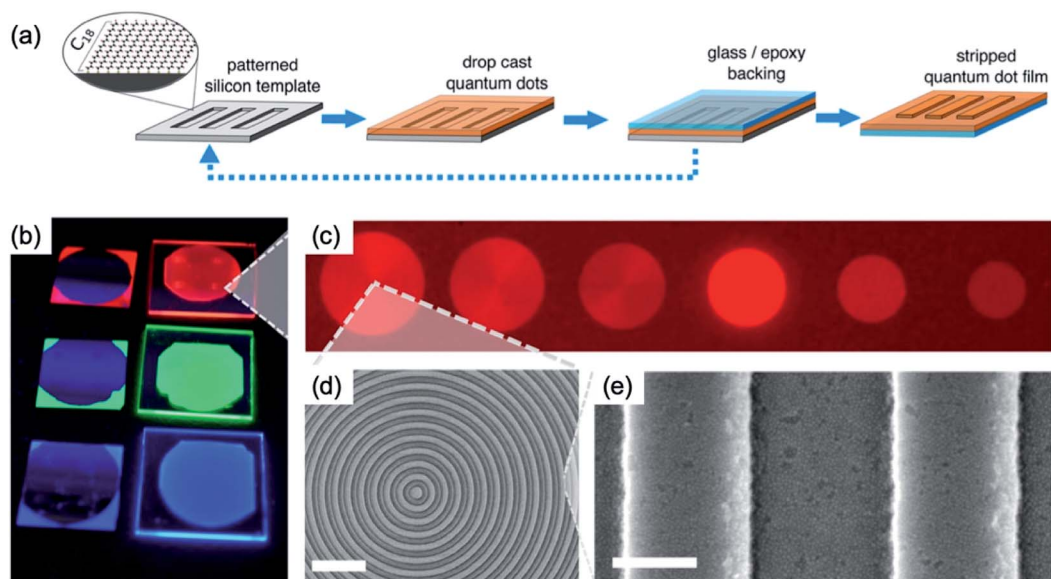 (a)
C18
patterned
silicon template
drop cast
quantum dots
glass / epoxy
backing
stripped
quantum dot film
(b)
(c)
(d)
(e)